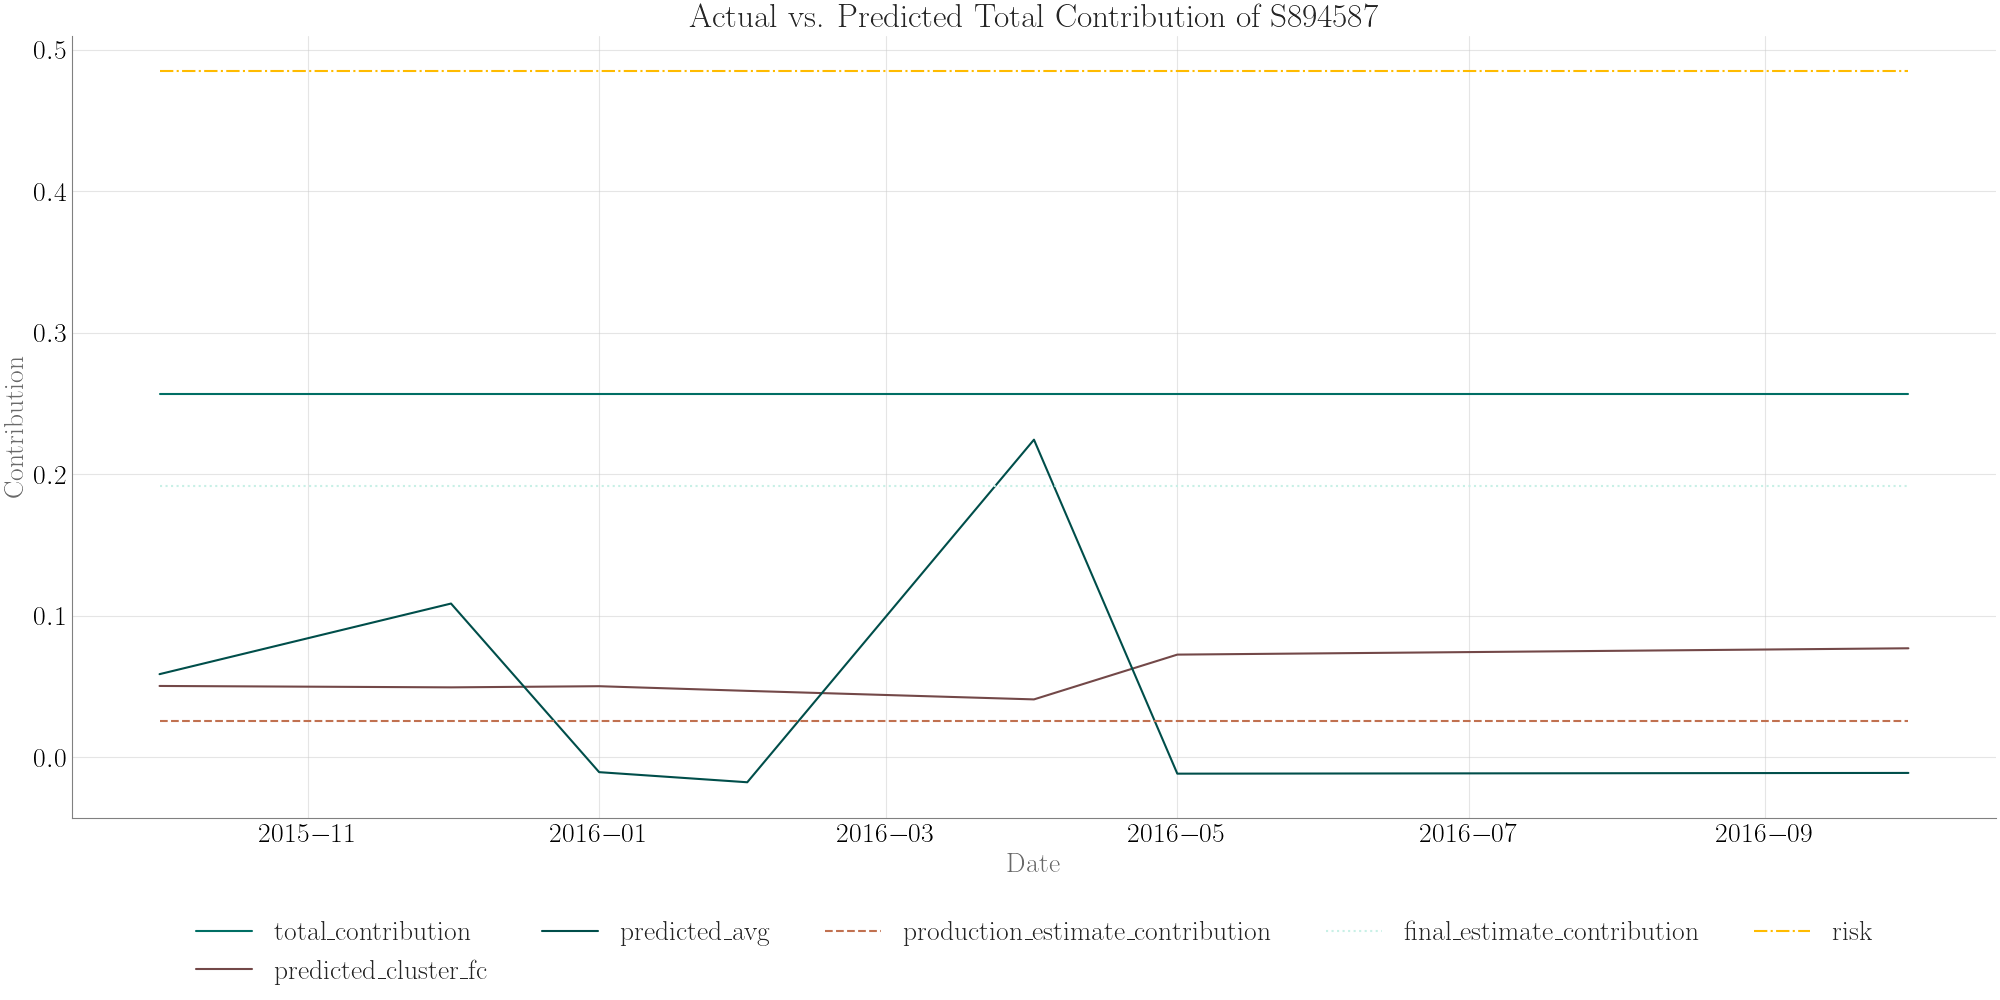 Actual vs. Predicted Total Contribution of S894587
0.5
0.4
0.3
0.2
0.1
0.0
Contribution
2015–11 2016–01 2016–03 2016–05 2016–07 2016–09
Date
total_contribution predicted_avg production_estimate_contribution final_estimate_contribution risk
predicted_cluster_fc